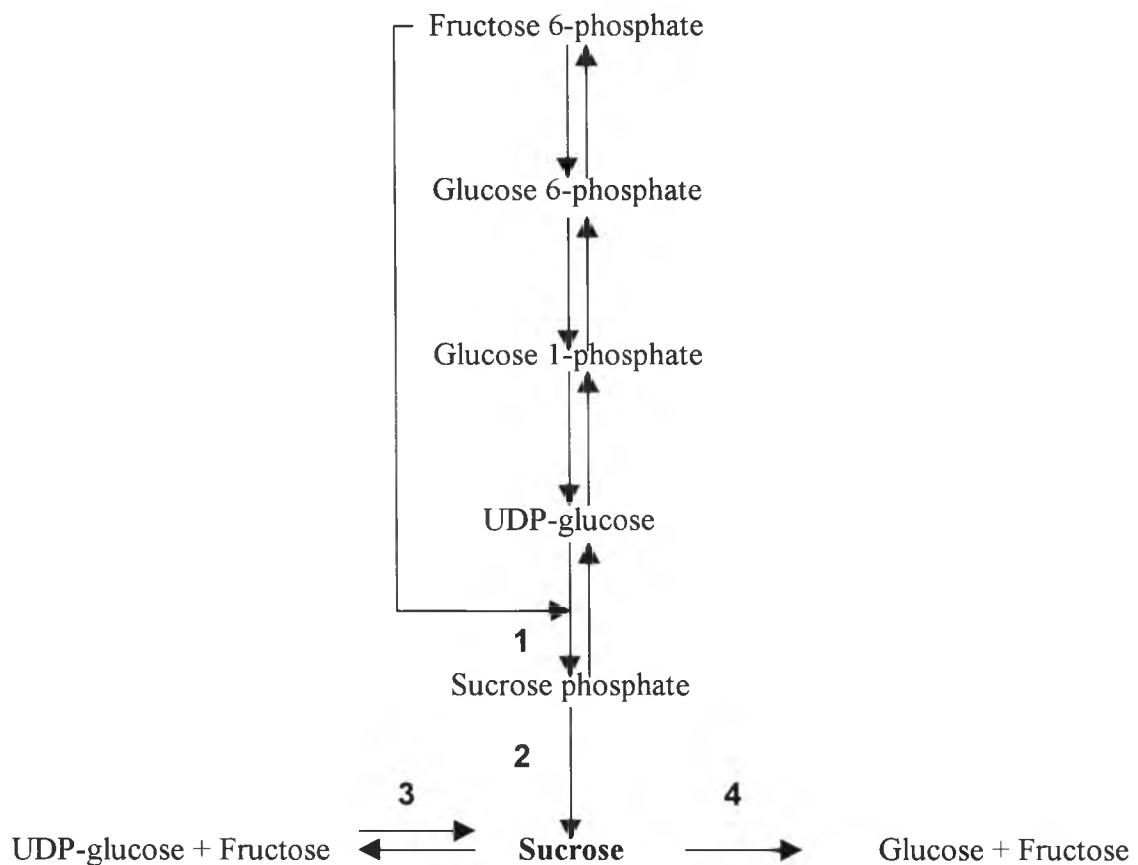 Fructose 6-phosphate
Glucose 6-phosphate
Glucose 1-phosphate
UDP-glucose
1
Sucrose phosphate
2
3 4
UDP-glucose + Fructose Sucrose Glucose + Fructose